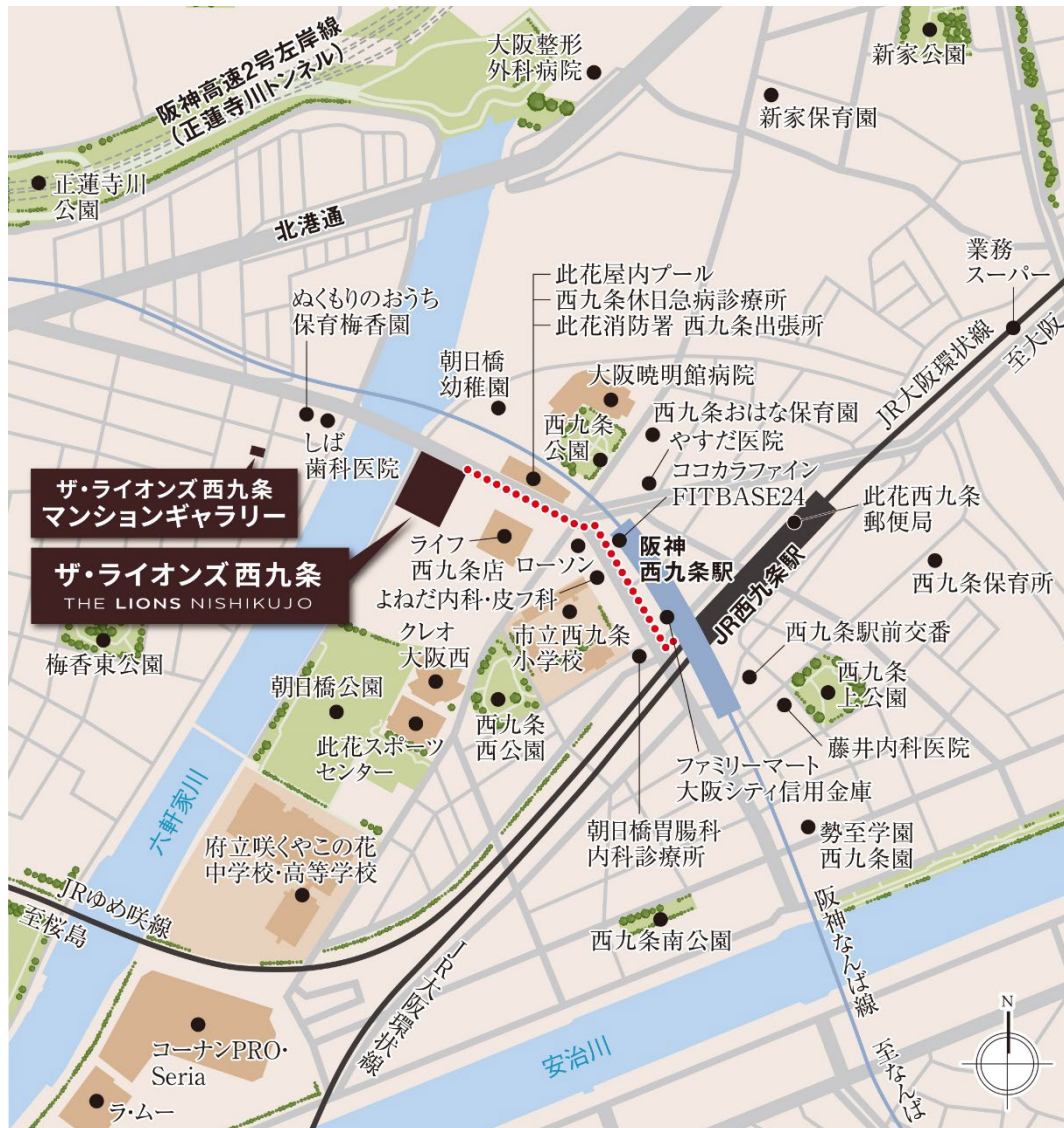 阪神高速2号左岸線
(正蓮寺川トンネル)
大阪整形
外科病院
新家公園
新家保育園
正蓮寺川
公園
北港通
業務
スーパー
ぬくもりのおうち
保育梅香園
此花屋内プール
西九条休日急病診療所
此花消防署 西九条出張所
JR大阪環状線
至大阪
朝日橋
幼稚園
大阪暁明館病院
西九条
公園
西九条おはな保育園
やすだ医院
ココカラファイン
FITBASE24
しば
歯科医院
此花西九条
郵便局
ザ・ライオンズ 西九条
マンションギャラリー
ザ・ライオンズ 西九条
THE LIONS NISHIKUJO
ライフ
西九条店
ローソン
阪神
西九条駅
JR西九条駅
西九条保育所
よねだ内科・皮フ科
クレオ
大阪西
市立西九条
小学校
西九条駅前交番
梅香東公園
朝日橋公園
西九条
上公園
此花スポーツ
センター
西九条
西公園
藤井内科医院
ファミリーマート
大阪シティ信用金庫
六軒家川
朝日橋胃腸科
内科診療所
勢至学園
西九条園
府立咲くやこの花
中学校・高等学校
JRゆめ咲線
至桜島
西九条南公園
阪神なんば線
至なんば
JR大阪環状線
安治川
N
コーナンPRO・
Seria
ラ・ムー